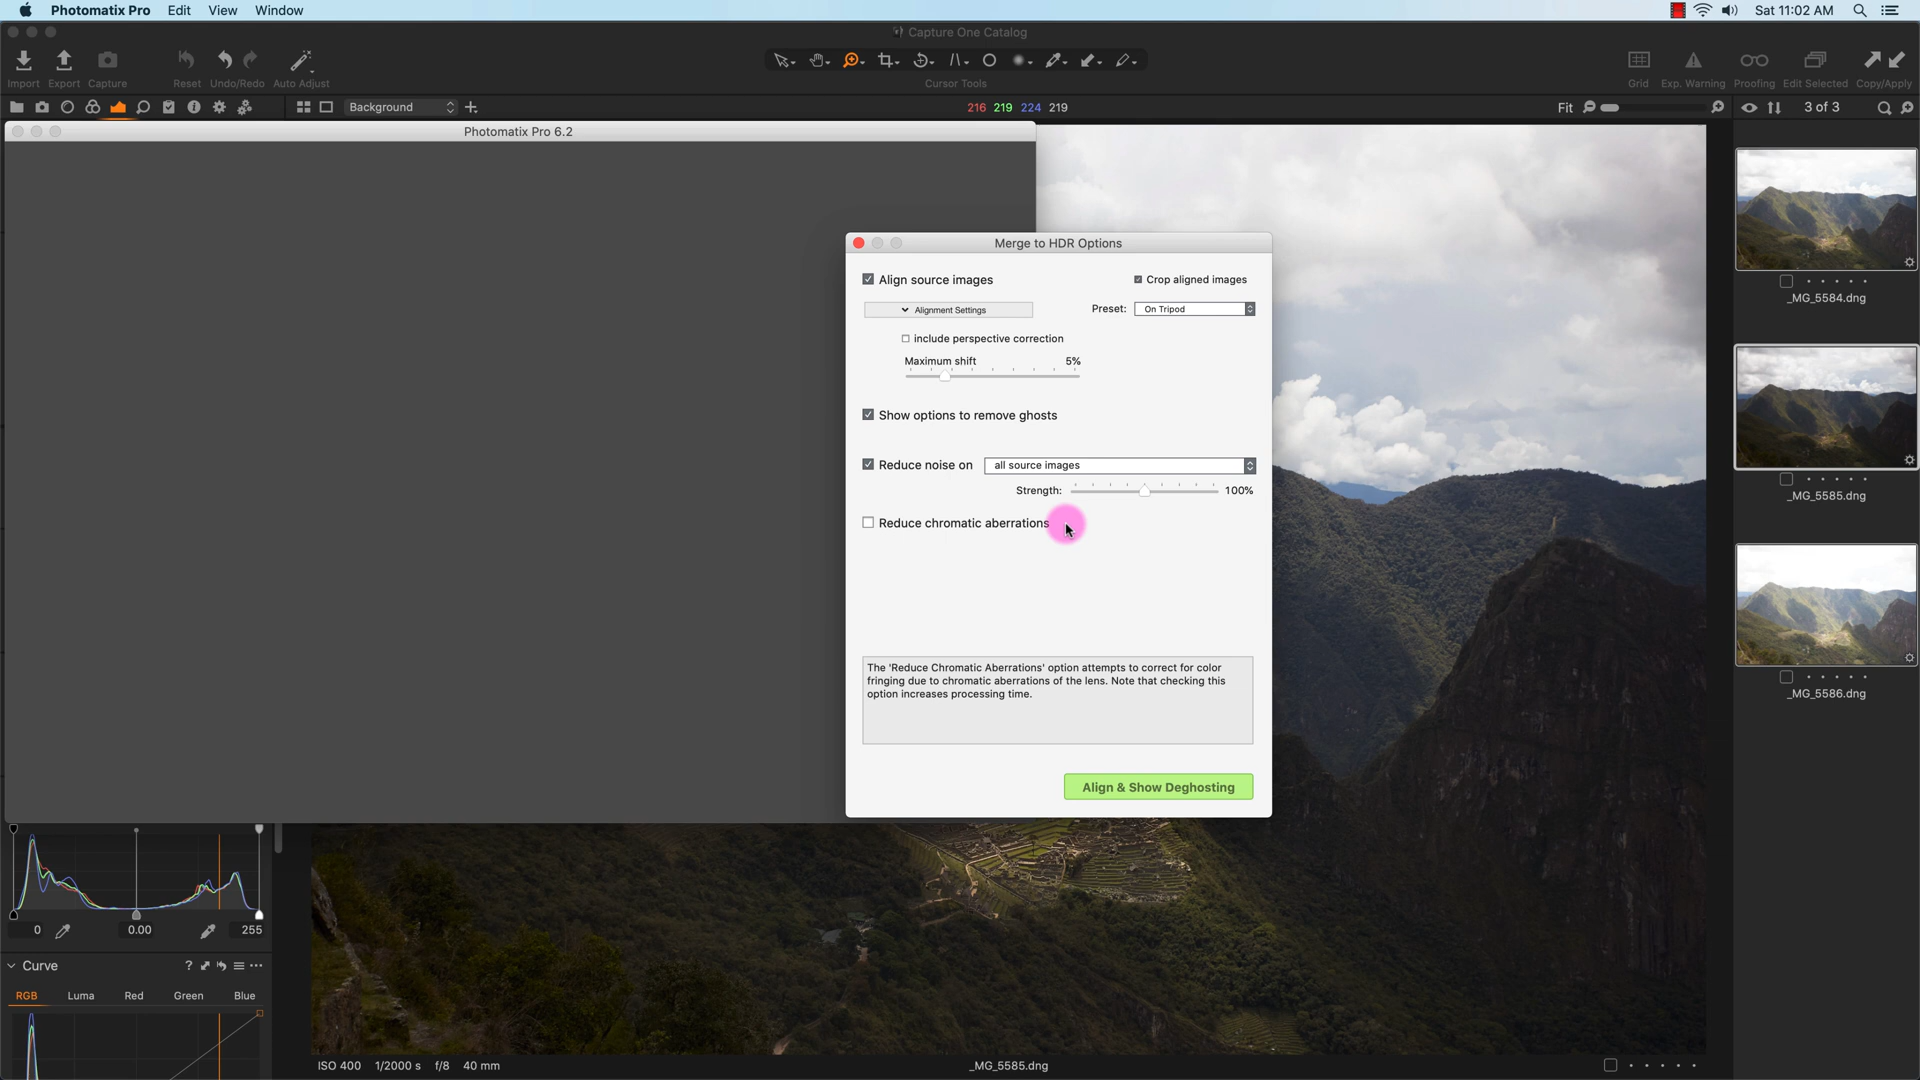 Photomatix Pro Edit View Window Sat 11:02 AM
Capture One Catalog
Import Export Capture Reset Undo/Redo Auto Adjust Cursor Tools Grid Exp. Warning Proofing Edit Selected Copy/Apply
Background 216 219 224 219 Fit 3 of 3
Photomatix Pro 6.2
Merge to HDR Options
Align source images Crop aligned images
Alignment Settings Preset: On Tripod
include perspective correction
Maximum shift 5%
Show options to remove ghosts
Reduce noise on all source images
Strength: 100%
Reduce chromatic aberrations
The 'Reduce Chromatic Aberrations' option attempts to correct for color
fringing due to chromatic aberrations of the lens. Note that checking this
option increases processing time.
Align & Show Deghosting
_MG_5584.dng
_MG_5585.dng
_MG_5586.dng
0 0.00 255
Curve ?
RGB Luma Red Green Blue
ISO 400 1/2000 s f/8 40 mm _MG_5585.dng